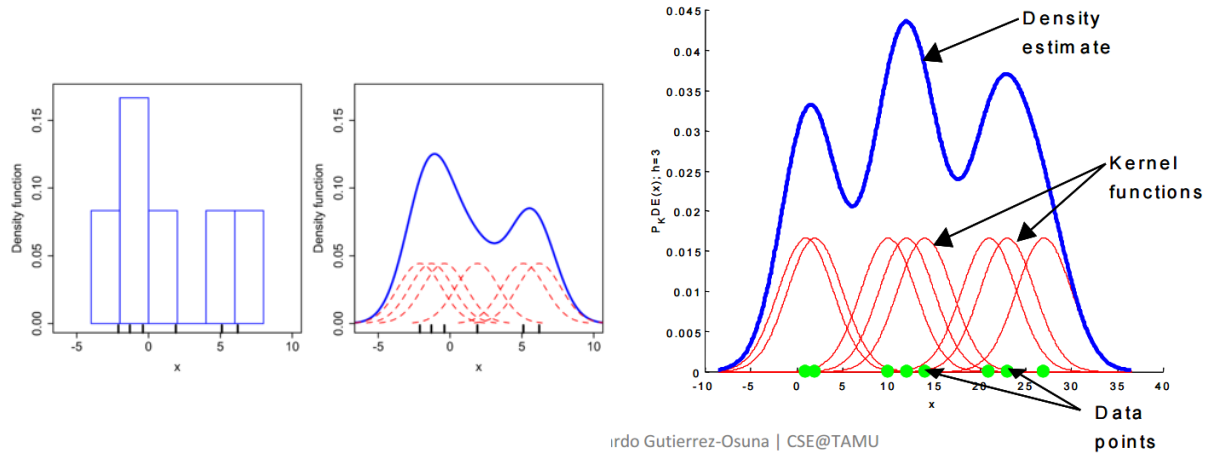 Density function
0.00
0.05
0.10
0.15
-5
0
5
10
x
Density function
0.00
0.05
0.10
0.15
-5
0
5
10
x
P KDE(x); h=3
0.045
0.04
0.035
0.03
0.025
0.02
0.015
0.01
0.005
0
-10
-5
0
5
10
15
20
25
30
35
40
x
Density
estimate
Kernel
functions
Data
points
rdo Gutierrez-Osuna | CSE@TAMU